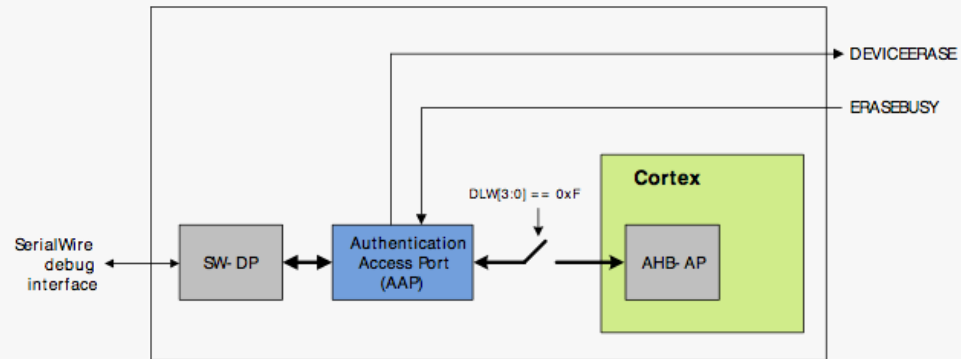 DEVICEERASE
ERASEBUSY
Cortex
DLW[3:0] == 0xF
SerialWire
debug
interface
SW- DP
Authentication
Access Port
(AAP)
AHB- AP